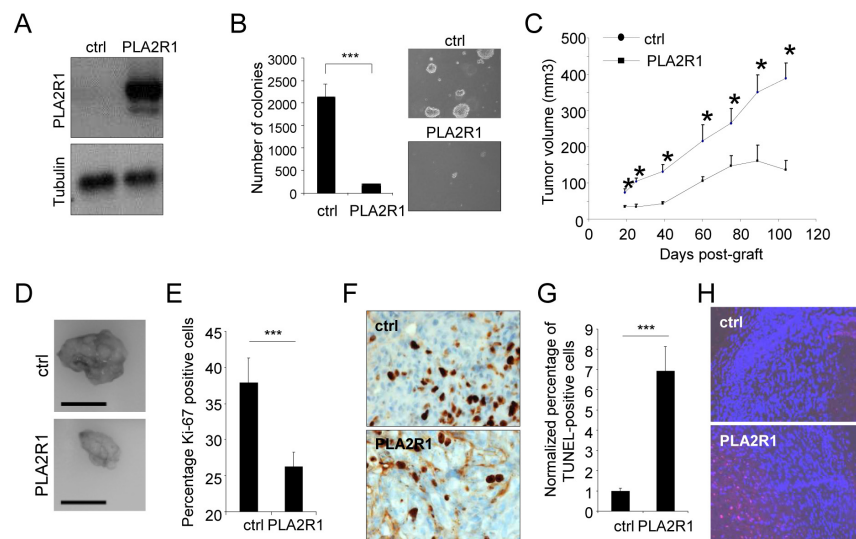 A
ctrl PLA2R1
PLA2R1
Tubulin
B
***
Number of colonies
3000
2500
2000
1500
1000
500
0
ctrl PLA2R1
ctrl
PLA2R1
C
ctrl
PLA2R1
Tumor volume (mm3)
500
400
300
200
100
0
* * * * * * *
0 20 40 60 80 100 120
Days post-graft
D
ctrl
PLA2R1
E
***
Percentage Ki-67 positive cells
45
40
35
30
25
20
ctrl PLA2R1
F
ctrl
PLA2R1
G
***
Normalized percentage of
TUNEL-positive cells
9
8
7
6
5
4
3
2
1
0
ctrl PLA2R1
H
ctrl
PLA2R1